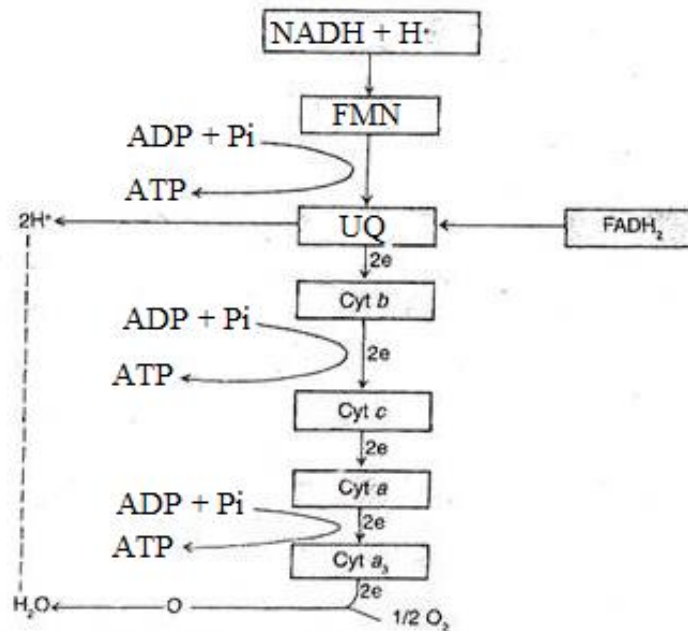 NADH + H⁺
FMN
ADP + Pi
ATP
2H⁺
UQ
FADH₂
2e
Cyt b
ADP + Pi
2e
ATP
Cyt c
2e
Cyt a
ADP + Pi
2e
ATP
Cyt a₃
2e
H₂O
O
1/2 O₂